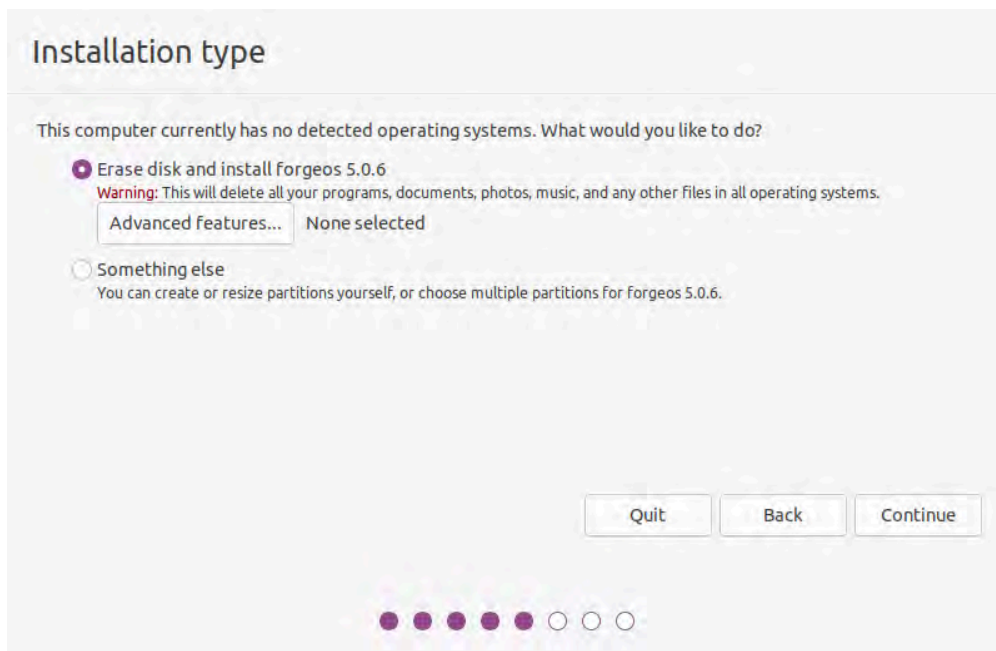 Installation type
This computer currently has no detected operating systems. What would you like to do?
Erase disk and install forgeos 5.0.6
Warning: This will delete all your programs, documents, photos, music, and any other files in all operating systems.
Advanced features... None selected
Something else
You can create or resize partitions yourself, or choose multiple partitions for forgeos 5.0.6.
Quit Back Continue